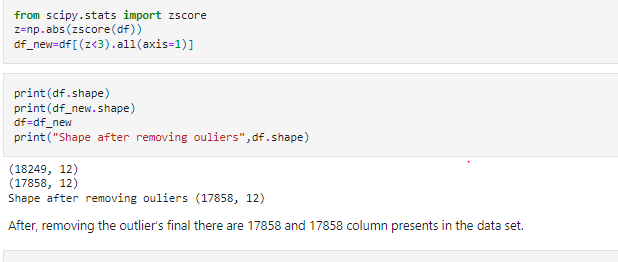 from scipy.stats import zscore
z=np.abs(zscore(df))
df_new=df[(z<3).all(axis=1)]
print(df.shape)
print(df_new.shape)
df=df_new
print("Shape after removing ouliers",df.shape)
(18249, 12)
(17858, 12)
Shape after removing ouliers (17858, 12)
After, removing the outlier's final there are 17858 and 17858 column presents in the data set.